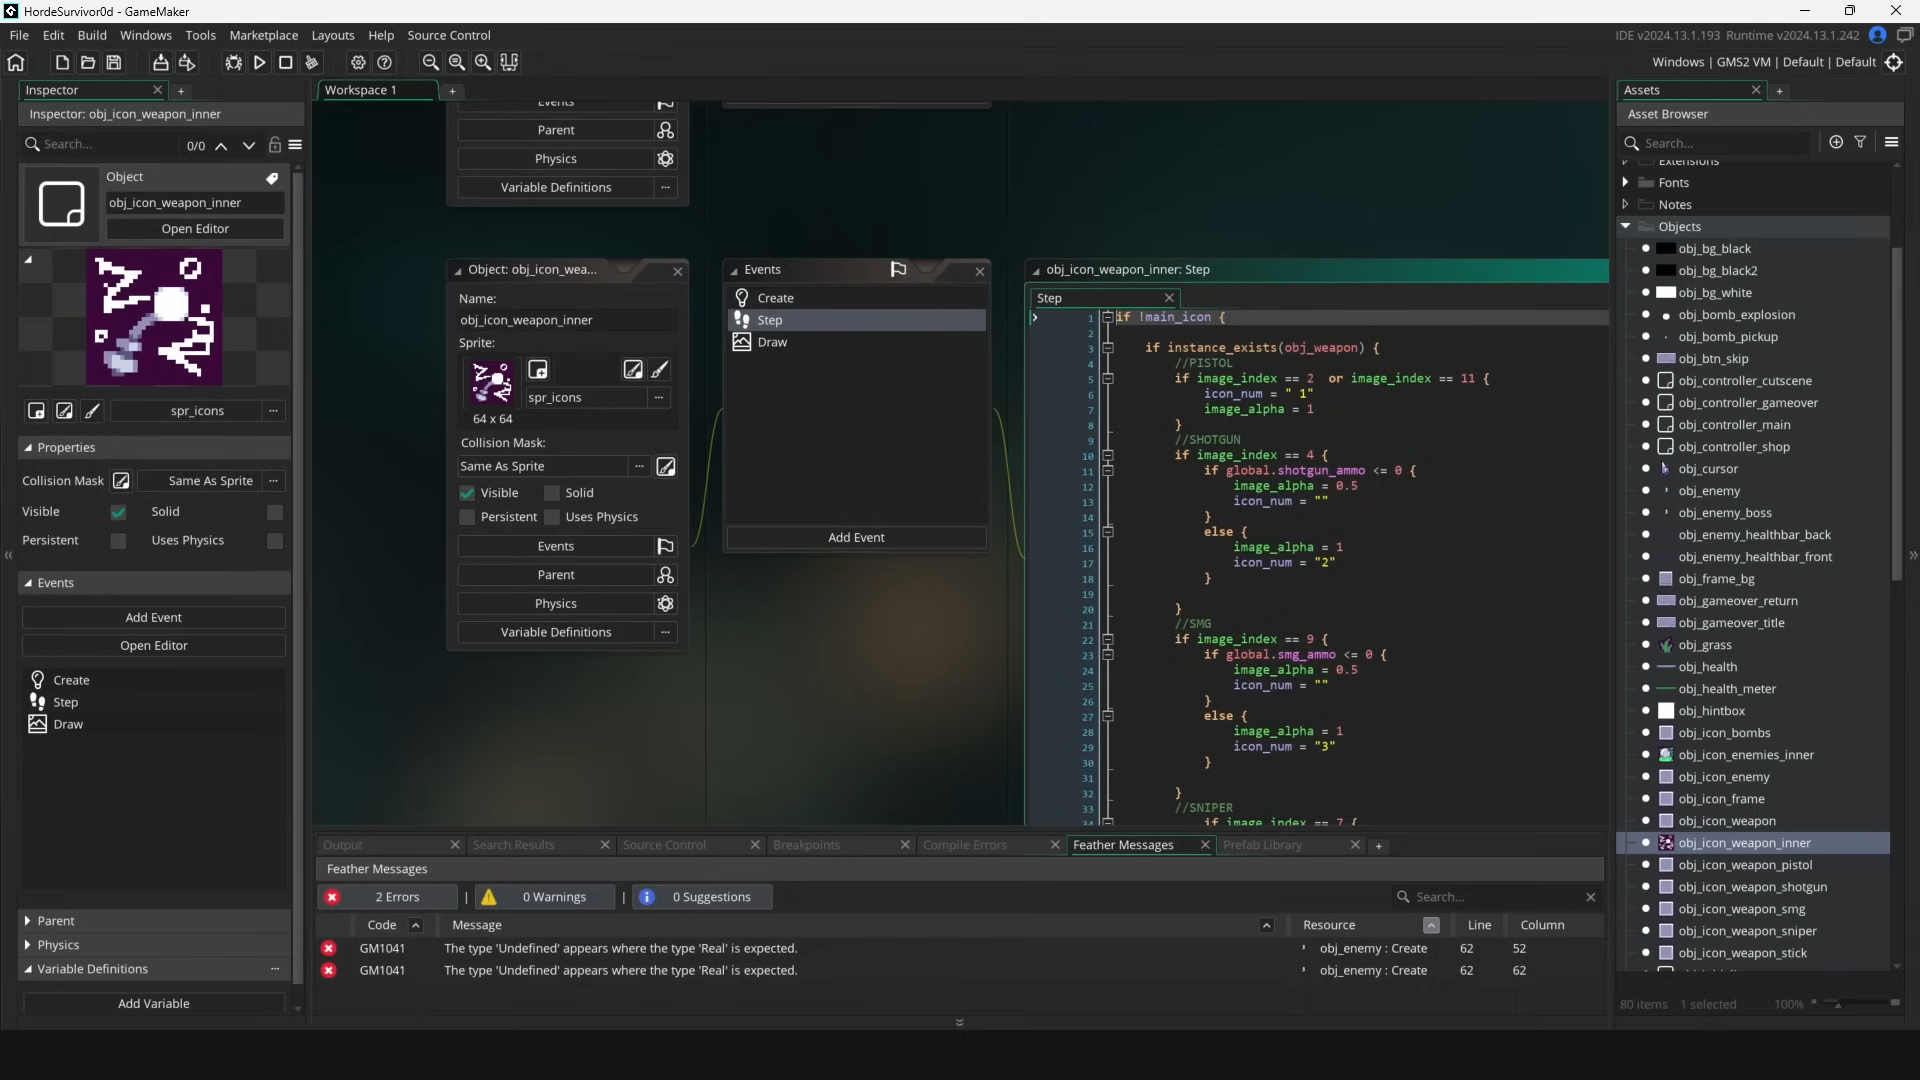 HordeSurvivor0d - GameMaker
File Edit Build Windows Tools Marketplace Layouts Help Source Control
IDE v2024.13.1.193 Runtime v2024.13.1.242
Windows | GMS2 VM | Default | Default
Inspector
Inspector: obj_icon_weapon_inner
Search...
0/0
Object
obj_icon_weapon_inner
Open Editor
spr_icons
Properties
Collision Mask
Same As Sprite
Visible
Solid
Persistent
Uses Physics
Events
Add Event
Open Editor
Create
Step
Draw
Parent
Physics
Variable Definitions
Add Variable
Workspace 1
Events
Parent
Physics
Variable Definitions
Object: obj_icon_wea...
Name:
obj_icon_weapon_inner
Sprite:
spr_icons
64 x 64
Collision Mask:
Same As Sprite
Visible
Solid
Persistent
Uses Physics
Events
Parent
Physics
Variable Definitions
Events
Create
Step
Draw
Add Event
obj_icon_weapon_inner: Step
Step
1 if !main_icon {
2
3 if instance_exists(obj_weapon) {
4 //PISTOL
5 if image_index == 2 or image_index == 11 {
6 icon_num = " 1"
7 image_alpha = 1
8 }
9 //SHOTGUN
10 if image_index == 4 {
11 if global.shotgun_ammo <= 0 {
12 image_alpha = 0.5
13 icon_num = ""
14 }
15 else {
16 image_alpha = 1
17 icon_num = "2"
18 }
19
20 }
21 //SMG
22 if image_index == 9 {
23 if global.smg_ammo <= 0 {
24 image_alpha = 0.5
25 icon_num = ""
26 }
27 else {
28 image_alpha = 1
29 icon_num = "3"
30 }
31
32 }
33 //SNIPER
34 if image_index == 7 {
Output
Search Results
Source Control
Breakpoints
Compile Errors
Feather Messages
Prefab Library
Feather Messages
2 Errors | 0 Warnings | 0 Suggestions
Search...
Code Message Resource Line Column
GM1041 The type 'Undefined' appears where the type 'Real' is expected. obj_enemy : Create 62 52
GM1041 The type 'Undefined' appears where the type 'Real' is expected. obj_enemy : Create 62 62
Assets
Asset Browser
Search...
Extensions
Fonts
Notes
Objects
obj_bg_black
obj_bg_black2
obj_bg_white
obj_bomb_explosion
obj_bomb_pickup
obj_btn_skip
obj_controller_cutscene
obj_controller_gameover
obj_controller_main
obj_controller_shop
obj_cursor
obj_enemy
obj_enemy_boss
obj_enemy_healthbar_back
obj_enemy_healthbar_front
obj_frame_bg
obj_gameover_return
obj_gameover_title
obj_grass
obj_health
obj_health_meter
obj_hintbox
obj_icon_bombs
obj_icon_enemies_inner
obj_icon_enemy
obj_icon_frame
obj_icon_weapon
obj_icon_weapon_inner
obj_icon_weapon_pistol
obj_icon_weapon_shotgun
obj_icon_weapon_smg
obj_icon_weapon_sniper
obj_icon_weapon_stick
80 items 1 selected 100%